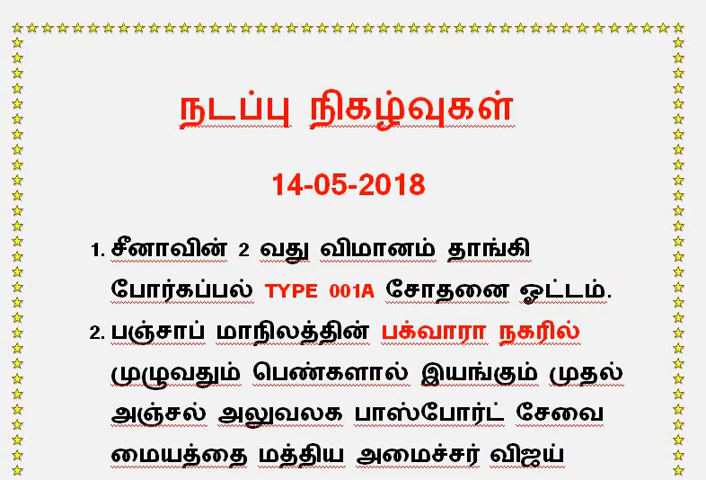 நடப்பு நிகழ்வுகள்
14-05-2018
1. சீனாவின் 2 வது விமானம் தாங்கி
போர்கப்பல் TYPE 001A சோதனை ஓட்டம்.
2. பஞ்சாப் மாநிலத்தின் பக்வாரா நகரில்
முழுவதும் பெண்களால் இயங்கும் முதல்
அஞ்சல் அலுவலக பாஸ்போர்ட் சேவை
மையத்தை மத்திய அமைச்சர் விஜய்